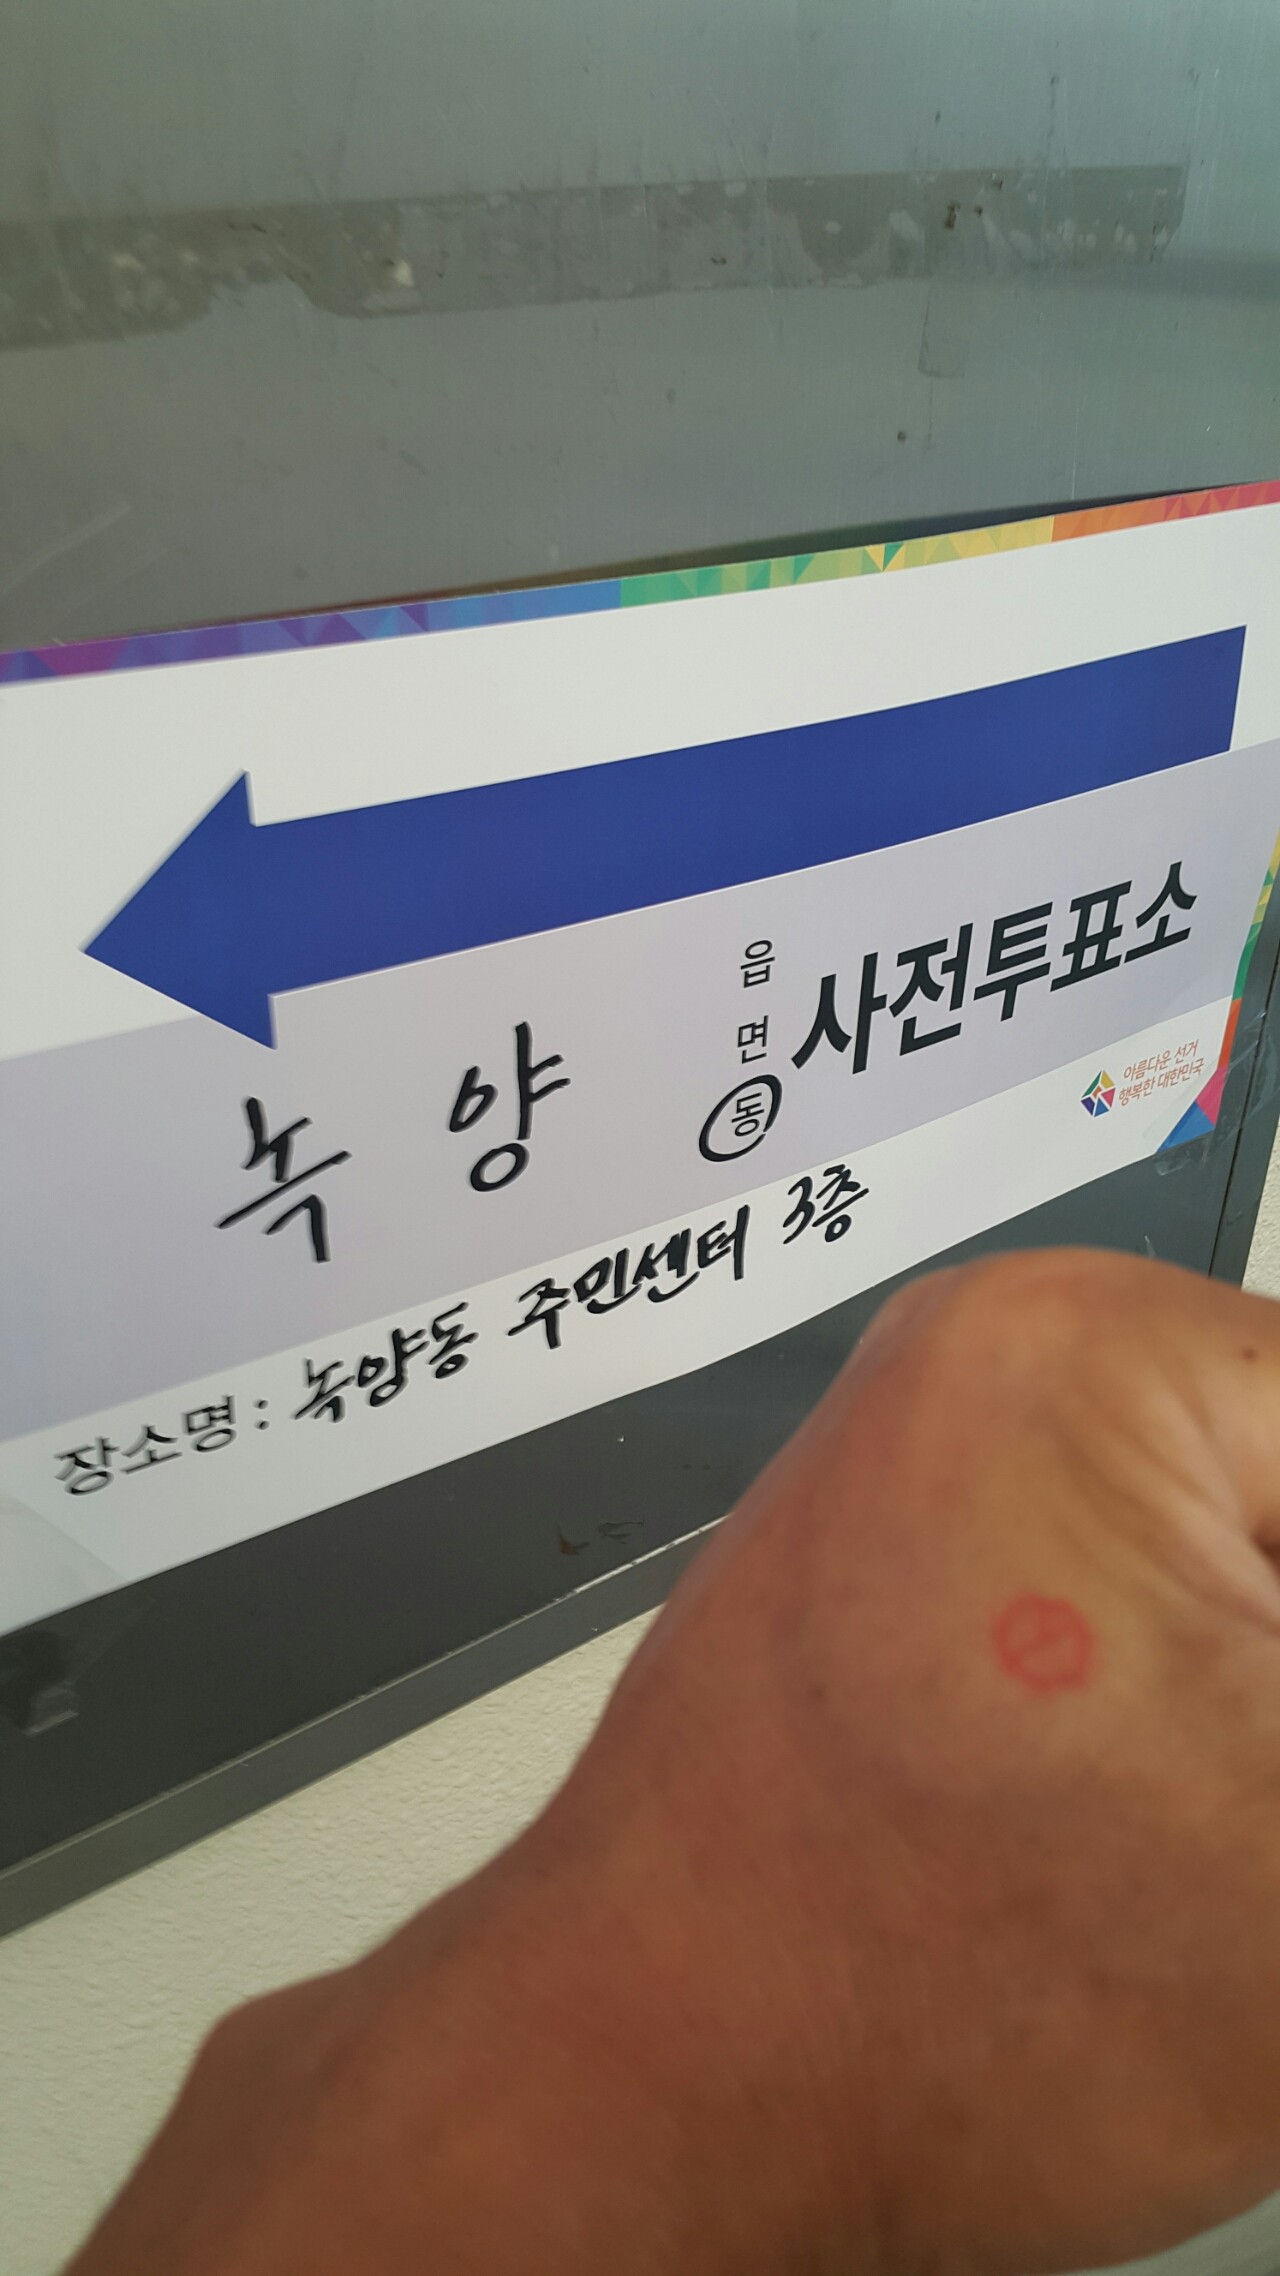 녹양 읍 면 동 사전투표소
아름다운 선거
행복한 대한민국
장소명 : 녹양동 주민센터 3층